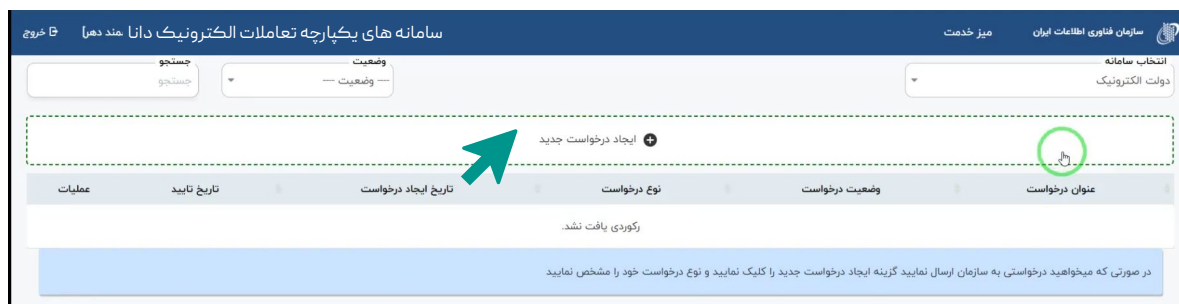 سازمان فناوری اطلاعات ایران
میز خدمت
سامانه های یکپارچه تعاملات الکترونیک دانا
خروج
انتخاب سامانه
دولت الکترونیک
وضعیت
--- وضعیت ---
جستجو
جستجو
ایجاد درخواست جدید
عنوان درخواست وضعیت درخواست نوع درخواست تاریخ ایجاد درخواست تاریخ تایید عملیات
رکوردی یافت نشد.
در صورتی که میخواهید درخواستی به سازمان ارسال نمایید گزینه ایجاد درخواست جدید را کلیک نمایید و نوع درخواست خود را مشخص نمایید